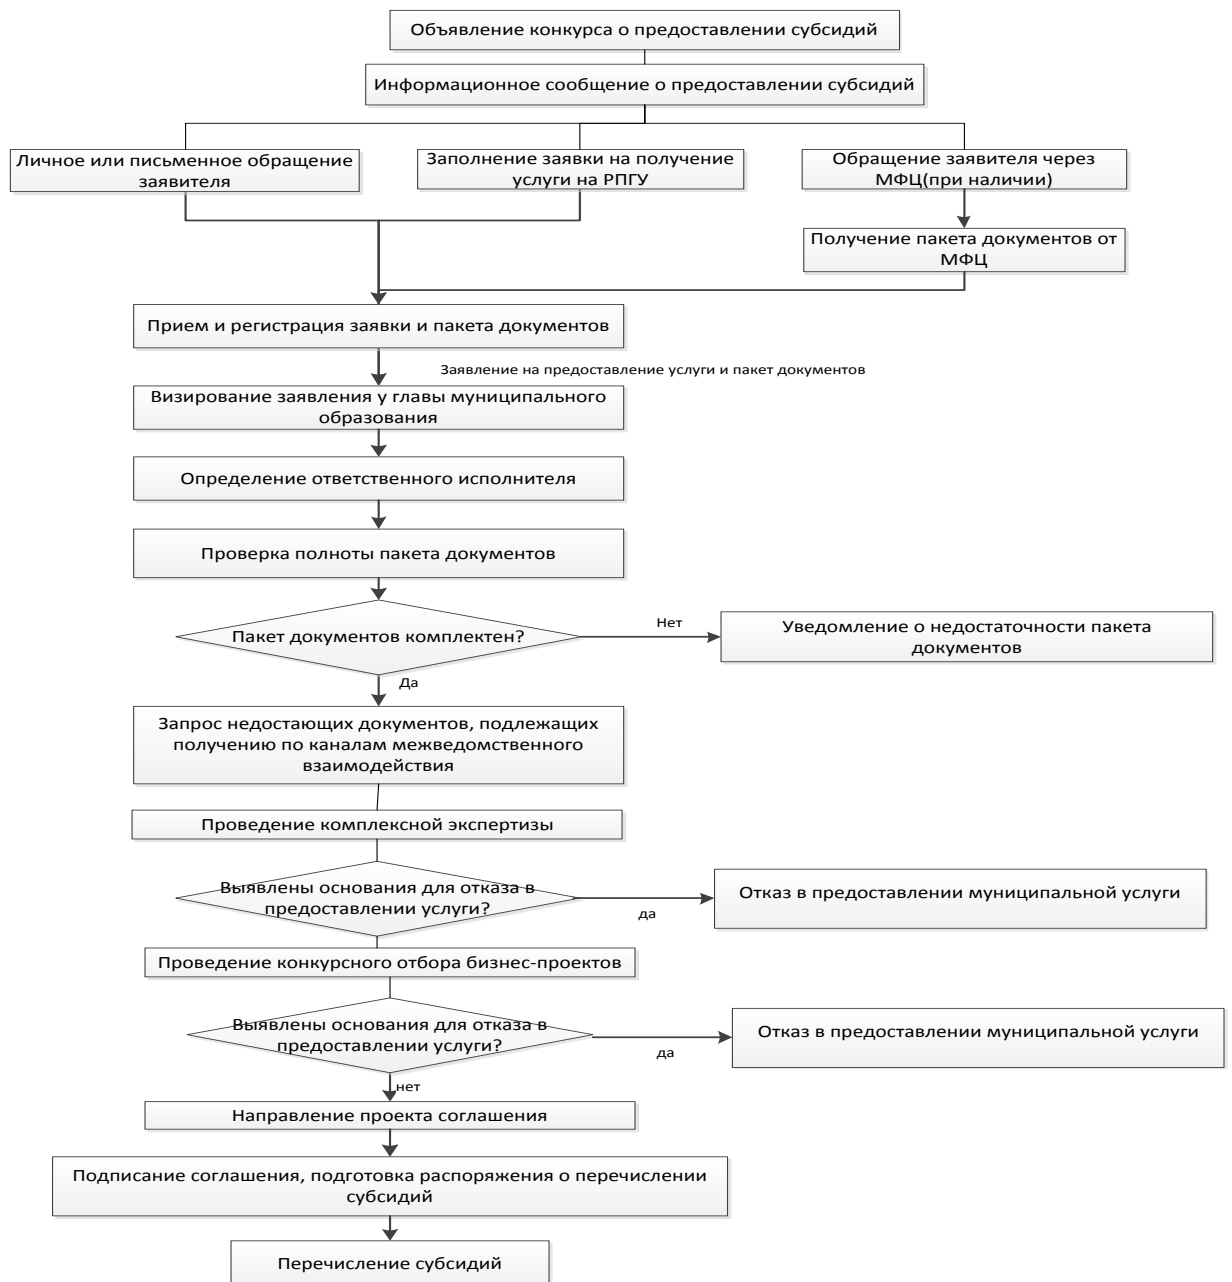 Объявление конкурса о предоставлении субсидий
Информационное сообщение о предоставлении субсидий
Личное или письменное обращение
заявителя
Заполнение заявки на получение
услуги на РПГУ
Обращение заявителя через
МФЦ(при наличии)
Получение пакета документов от
МФЦ
Прием и регистрация заявки и пакета документов
Заявление на предоставление услуги и пакет документов
Визирование заявления у главы муниципального
образования
Определение ответственного исполнителя
Проверка полноты пакета документов
Пакет документов комплектен?
Нет
Уведомление о недостаточности пакета
документов
Да
Запрос недостающих документов, подлежащих
получению по каналам межведомственного
взаимодействия
Проведение комплексной экспертизы
Выявлены основания для отказа в
предоставлении услуги?
да
Отказ в предоставлении муниципальной услуги
Проведение конкурсного отбора бизнес-проектов
Выявлены основания для отказа в
предоставлении услуги?
да
Отказ в предоставлении муниципальной услуги
нет
Направление проекта соглашения
Подписание соглашения, подготовка распоряжения о перечислении
субсидий
Перечисление субсидий